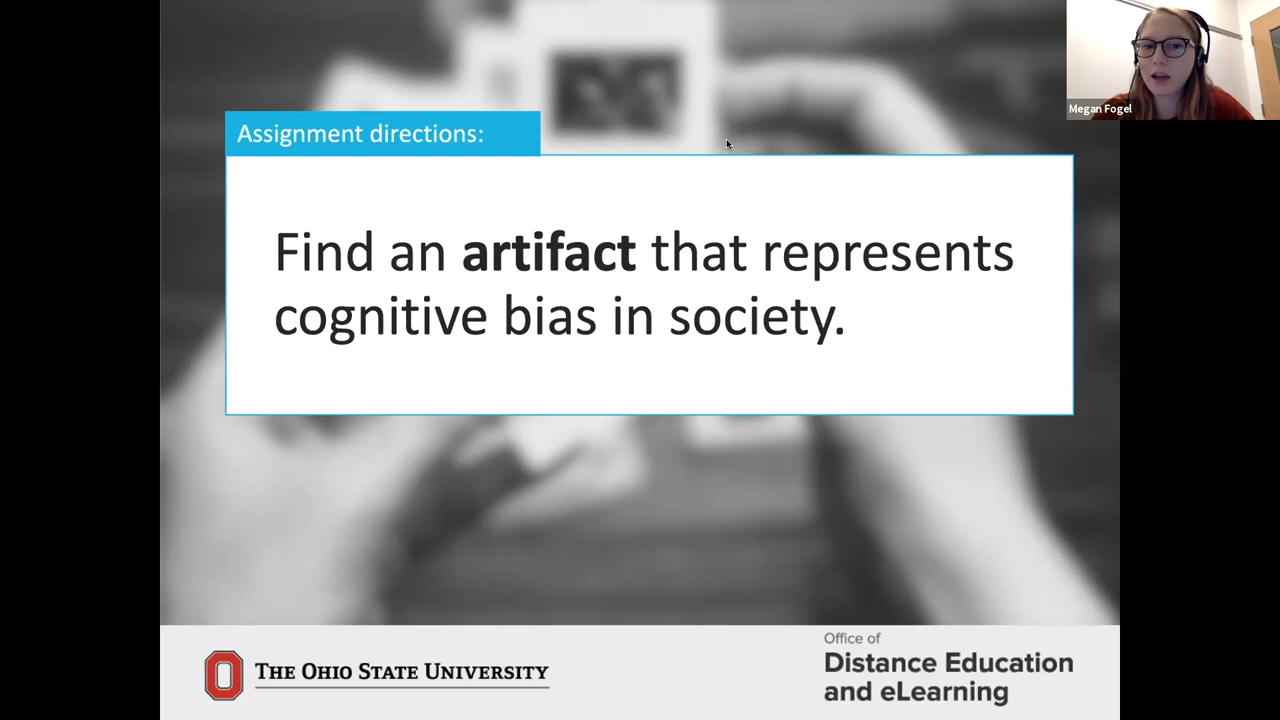 Megan Fogel
Assignment directions:
Find an artifact that represents
cognitive bias in society.
THE OHIO STATE UNIVERSITY
Office of
Distance Education
and eLearning